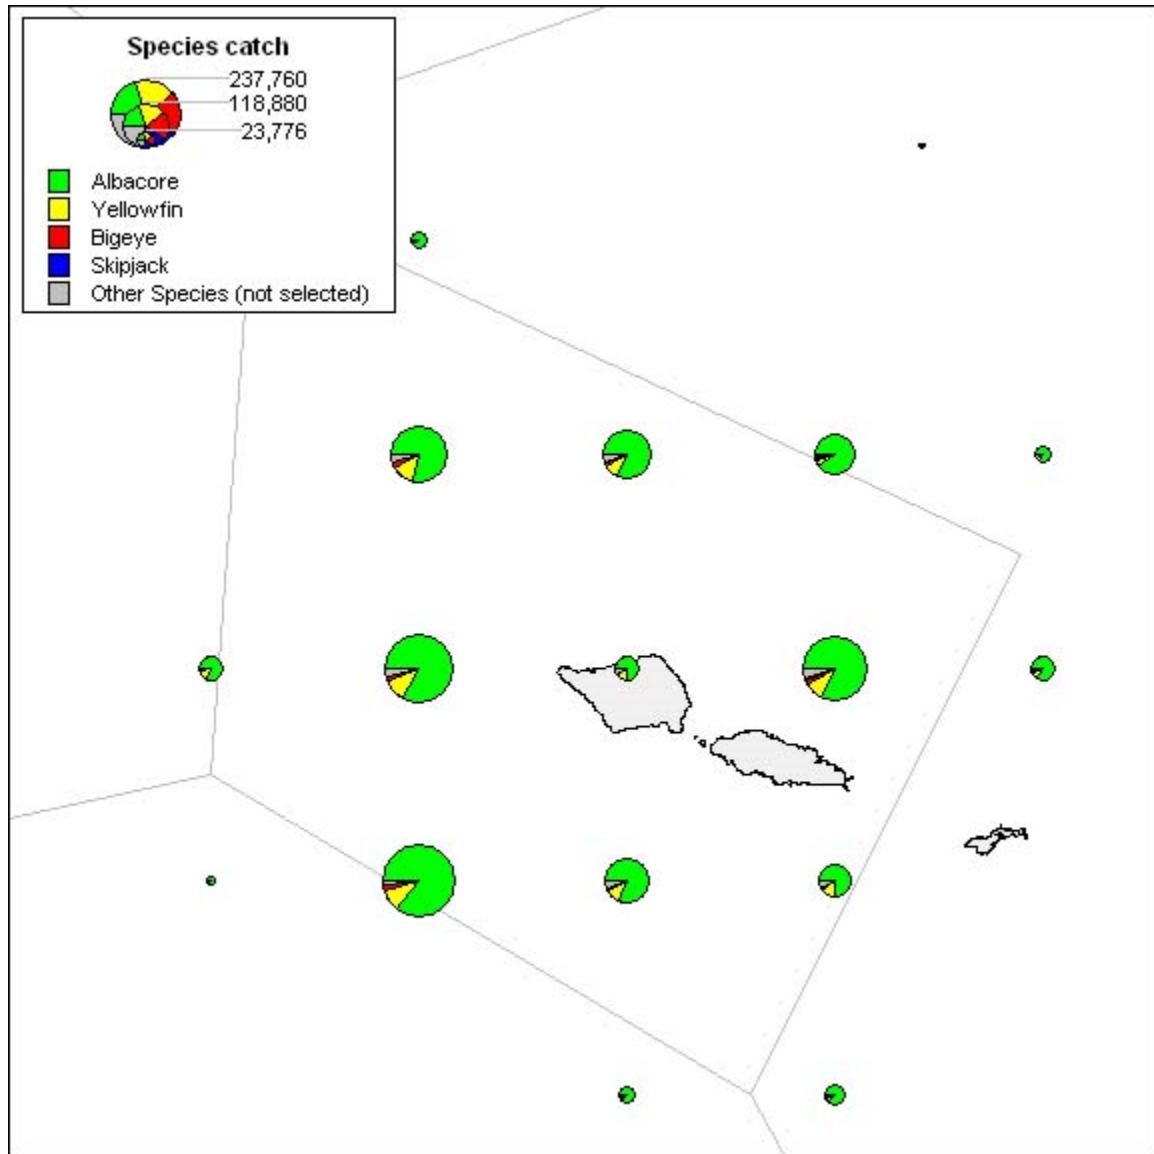 Species catch
237,760
118,880
23,776
Albacore
Yellowfin
Bigeye
Skipjack
Other Species (not selected)